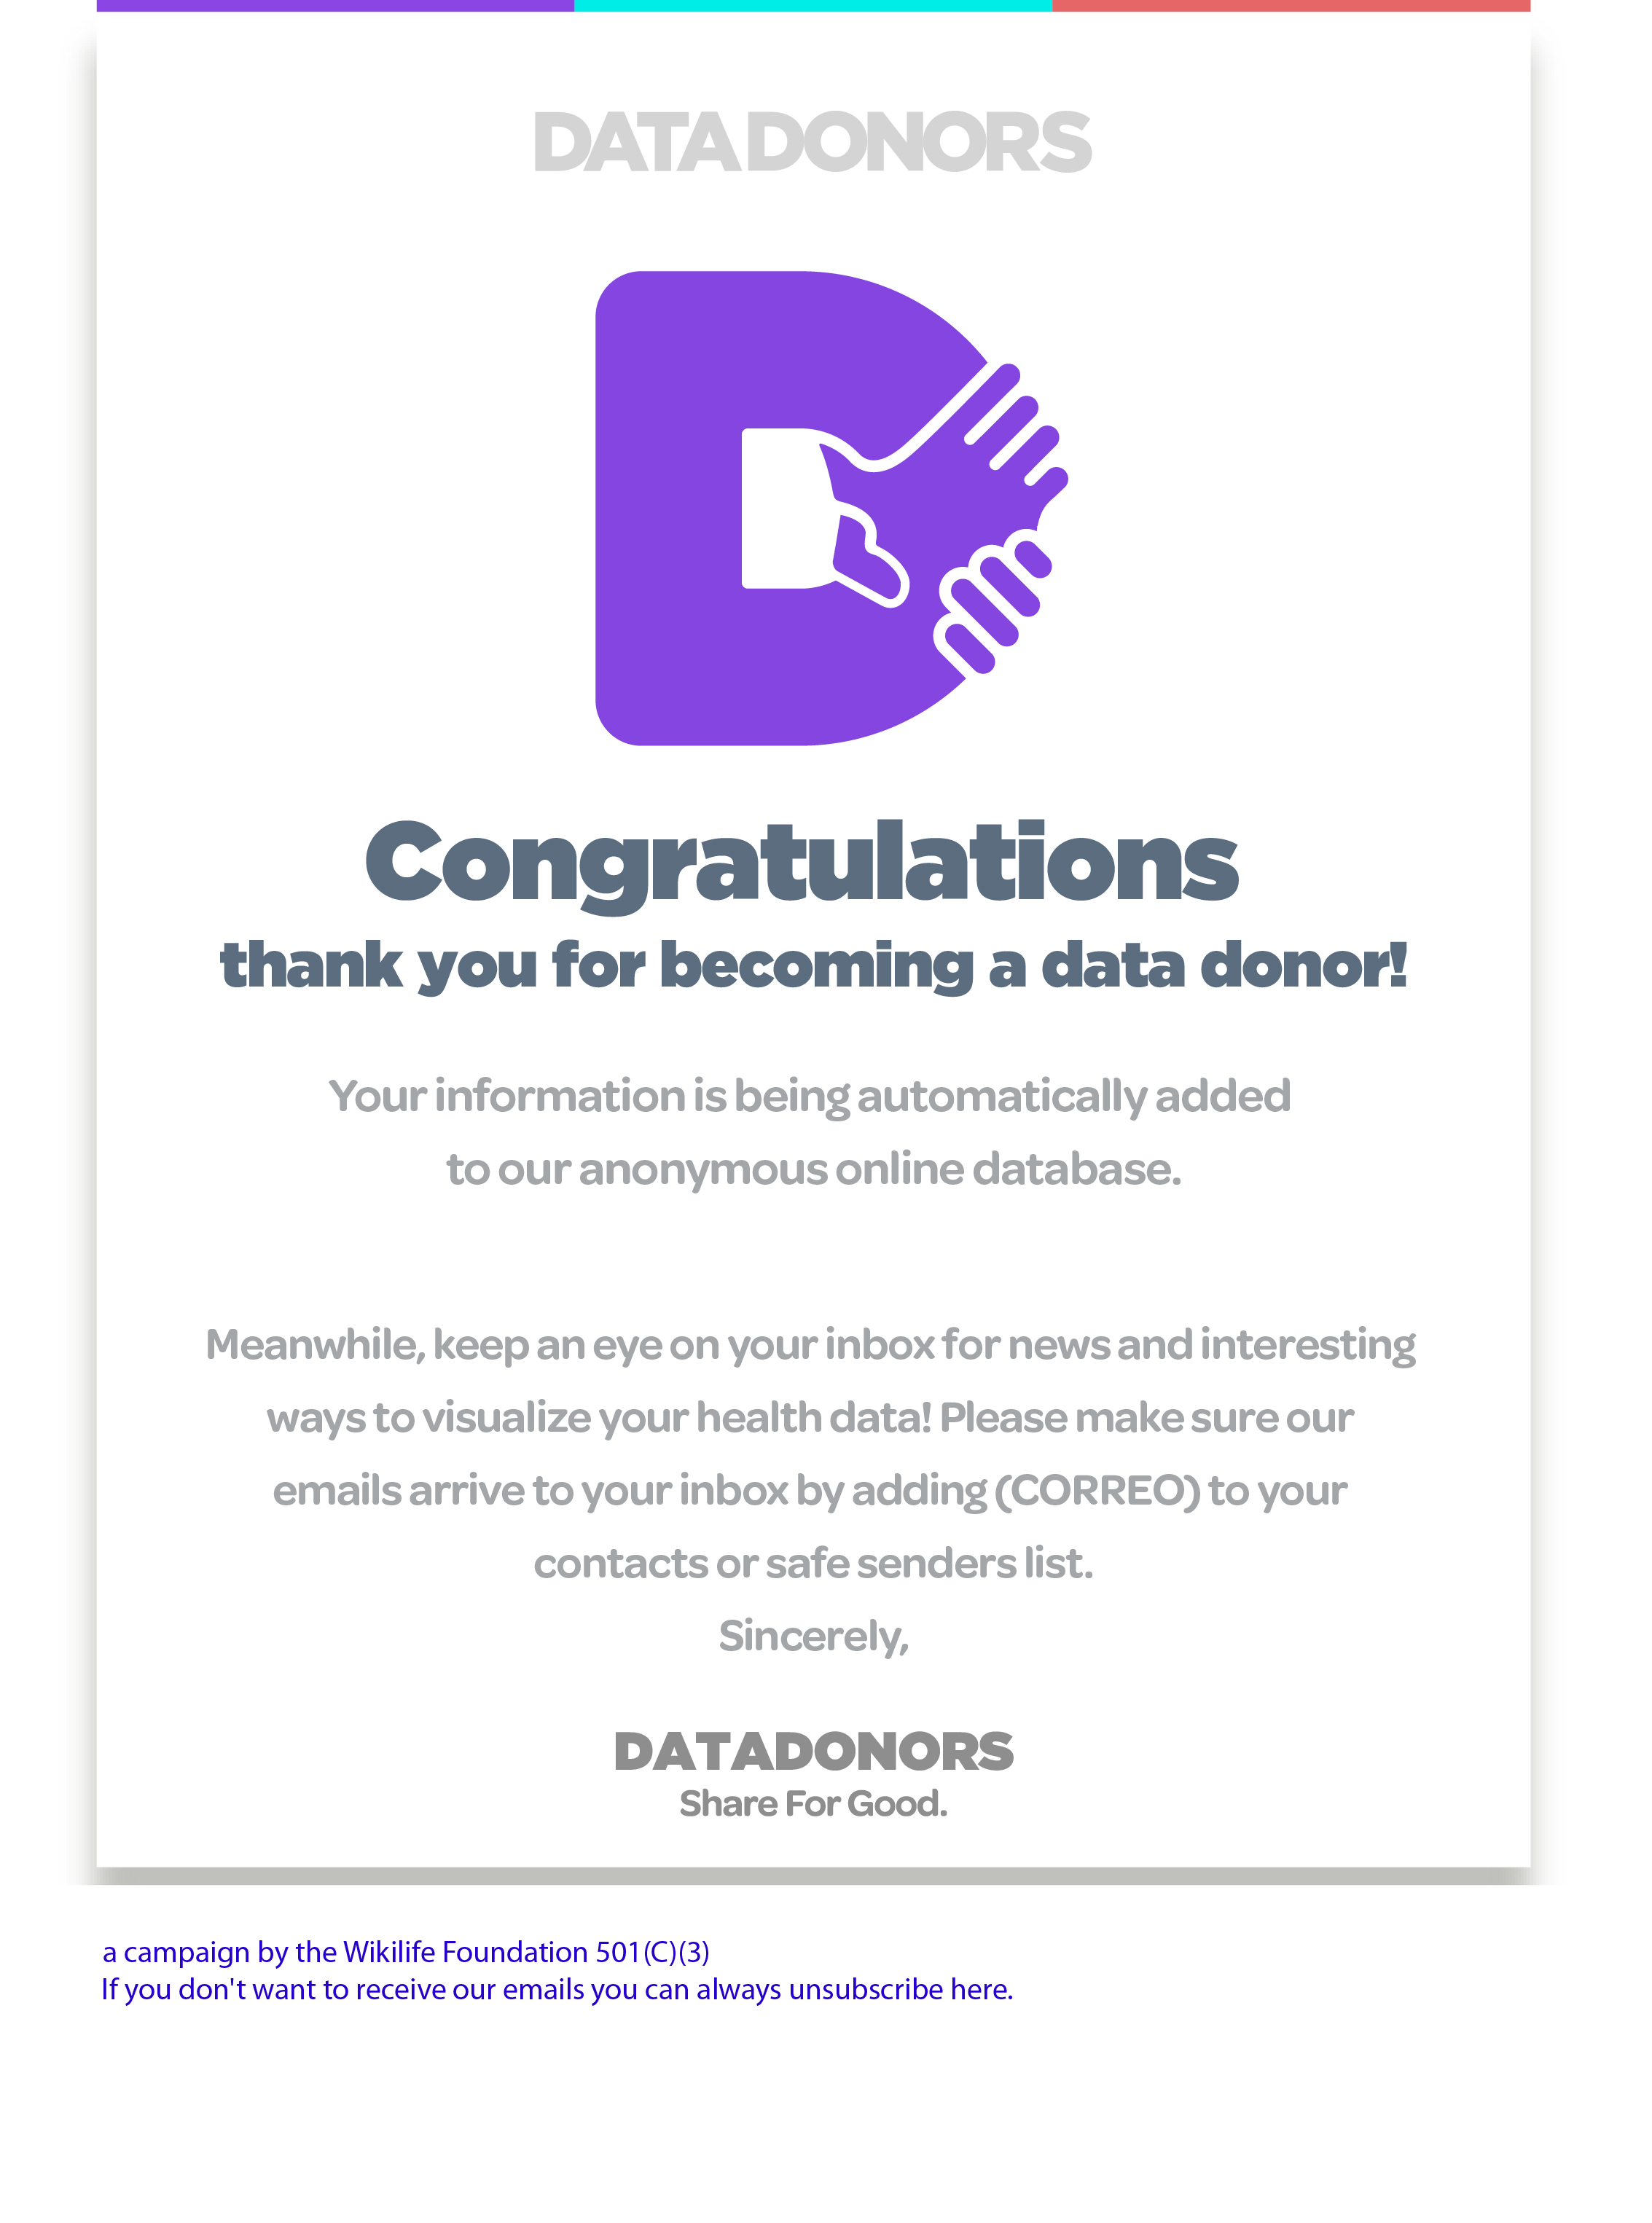 DATADONORS
Congratulations
thank you for becoming a data donor!
Your information is being automatically added
to our anonymous online database.
Meanwhile, keep an eye on your inbox for news and interesting
ways to visualize your health data! Please make sure our
emails arrive to your inbox by adding (CORREO) to your
contacts or safe senders list.
Sincerely,
DATADONORS
Share For Good.
a campaign by the Wikilife Foundation 501(C)(3)
If you don't want to receive our emails you can always unsubscribe here.